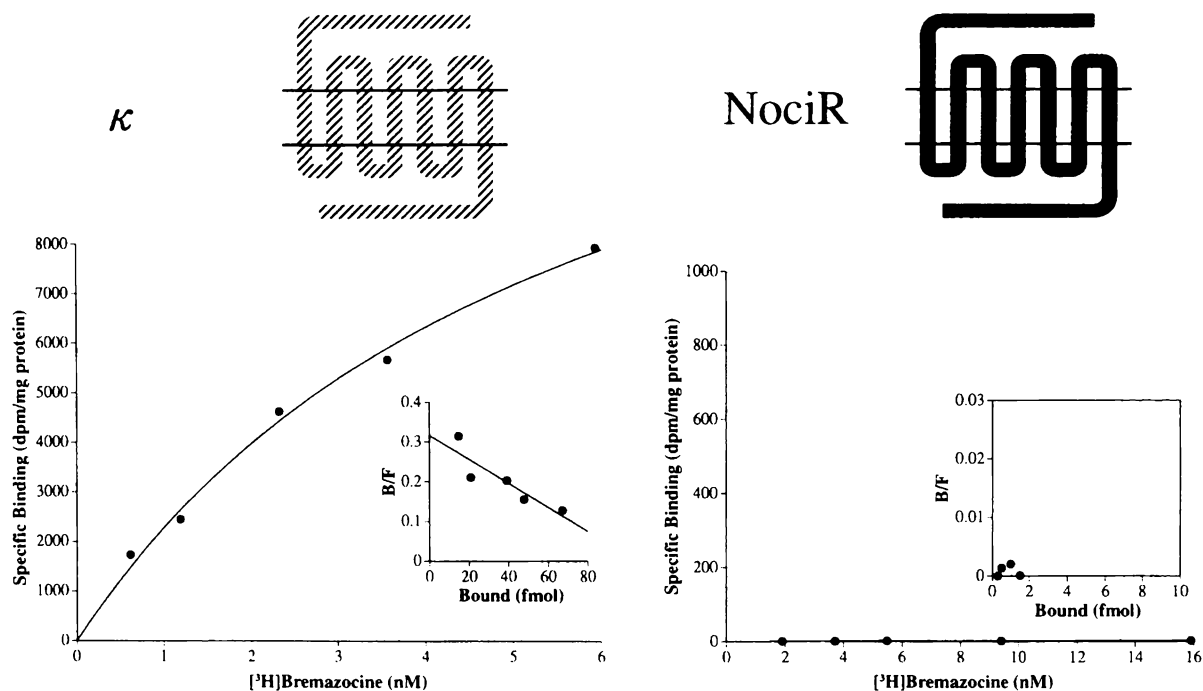 κ
NocіR
8000
7000
6000
5000
4000
3000
2000
1000
0
Specific Binding (dpm/mg protein)
0 1 2 3 4 5 6
[³H]Bremazocine (nM)
0.4
0.3
0.2
0.1
0
B/F
0 20 40 60 80
Bound (fmol)
1000
800
600
400
200
0
Specific Binding (dpm/mg protein)
0 2 4 6 8 10 12 14 16
[³H]Bremazocine (nM)
0.03
0.02
0.01
0
B/F
0 2 4 6 8 10
Bound (fmol)